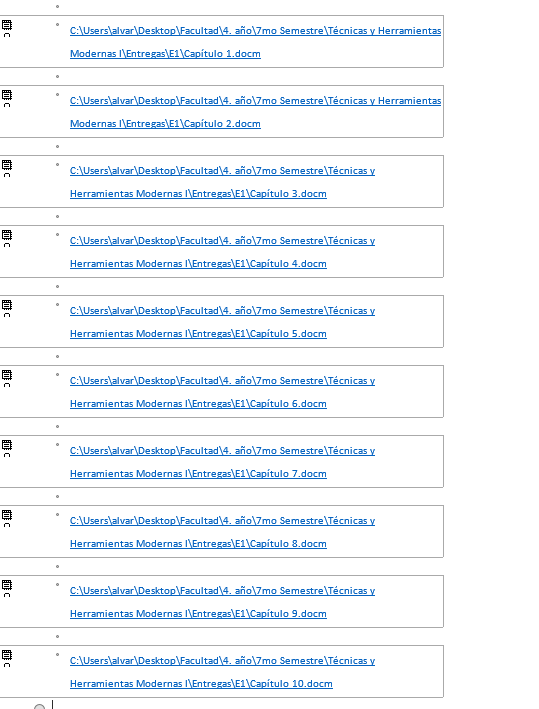 C:\Users\alvar\Desktop\Facultad\4. año\7mo Semestre\Técnicas y Herramientas
Modernas I\Entregas\E1\Capítulo 1.docm
C:\Users\alvar\Desktop\Facultad\4. año\7mo Semestre\Técnicas y Herramientas
Modernas I\Entregas\E1\Capítulo 2.docm
C:\Users\alvar\Desktop\Facultad\4. año\7mo Semestre\Técnicas y
Herramientas Modernas I\Entregas\E1\Capítulo 3.docm
C:\Users\alvar\Desktop\Facultad\4. año\7mo Semestre\Técnicas y
Herramientas Modernas I\Entregas\E1\Capítulo 4.docm
C:\Users\alvar\Desktop\Facultad\4. año\7mo Semestre\Técnicas y
Herramientas Modernas I\Entregas\E1\Capítulo 5.docm
C:\Users\alvar\Desktop\Facultad\4. año\7mo Semestre\Técnicas y
Herramientas Modernas I\Entregas\E1\Capítulo 6.docm
C:\Users\alvar\Desktop\Facultad\4. año\7mo Semestre\Técnicas y
Herramientas Modernas I\Entregas\E1\Capítulo 7.docm
C:\Users\alvar\Desktop\Facultad\4. año\7mo Semestre\Técnicas y
Herramientas Modernas I\Entregas\E1\Capítulo 8.docm
C:\Users\alvar\Desktop\Facultad\4. año\7mo Semestre\Técnicas y
Herramientas Modernas I\Entregas\E1\Capítulo 9.docm
C:\Users\alvar\Desktop\Facultad\4. año\7mo Semestre\Técnicas y
Herramientas Modernas I\Entregas\E1\Capítulo 10.docm